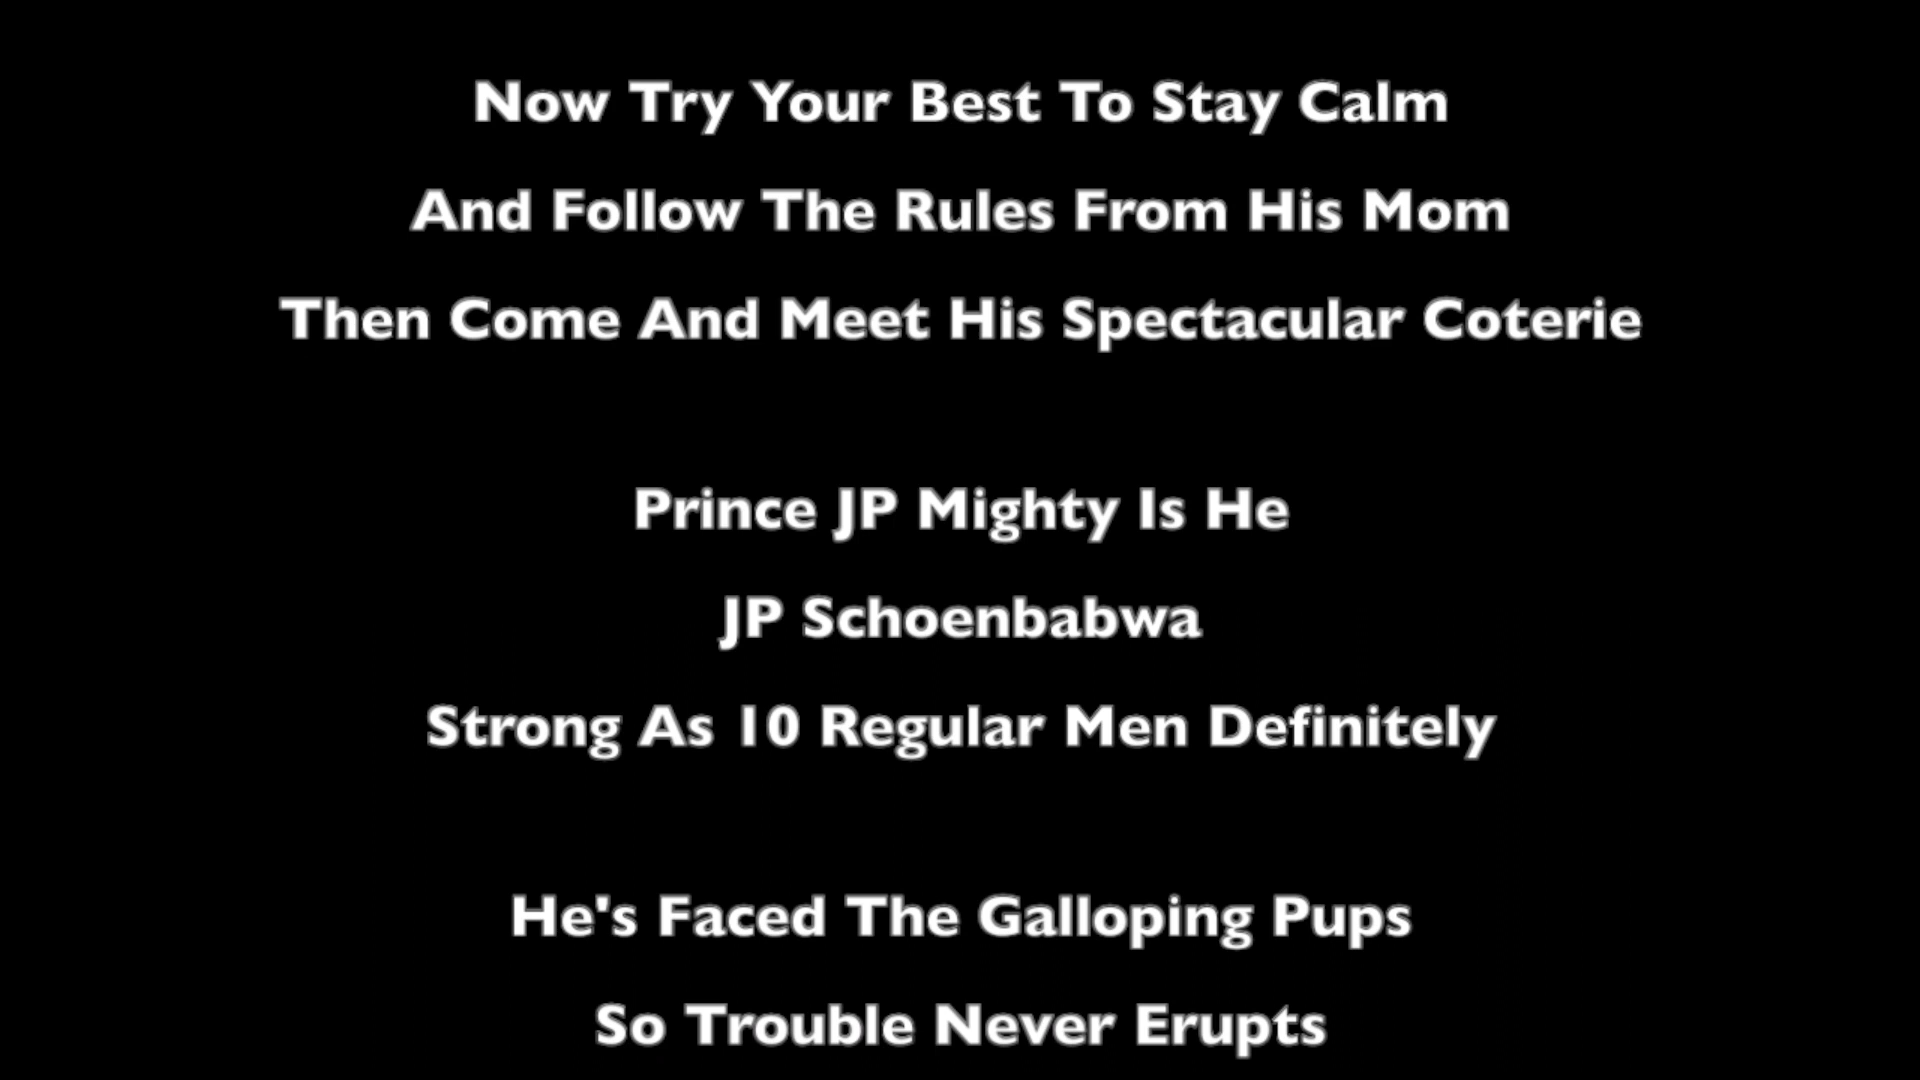 Now Try Your Best To Stay Calm
And Follow The Rules From His Mom
Then Come And Meet His Spectacular Coterie
Prince JP Mighty Is He
JP Schoenbabwa
Strong As 10 Regular Men Definitely
He's Faced The Galloping Pups
So Trouble Never Erupts